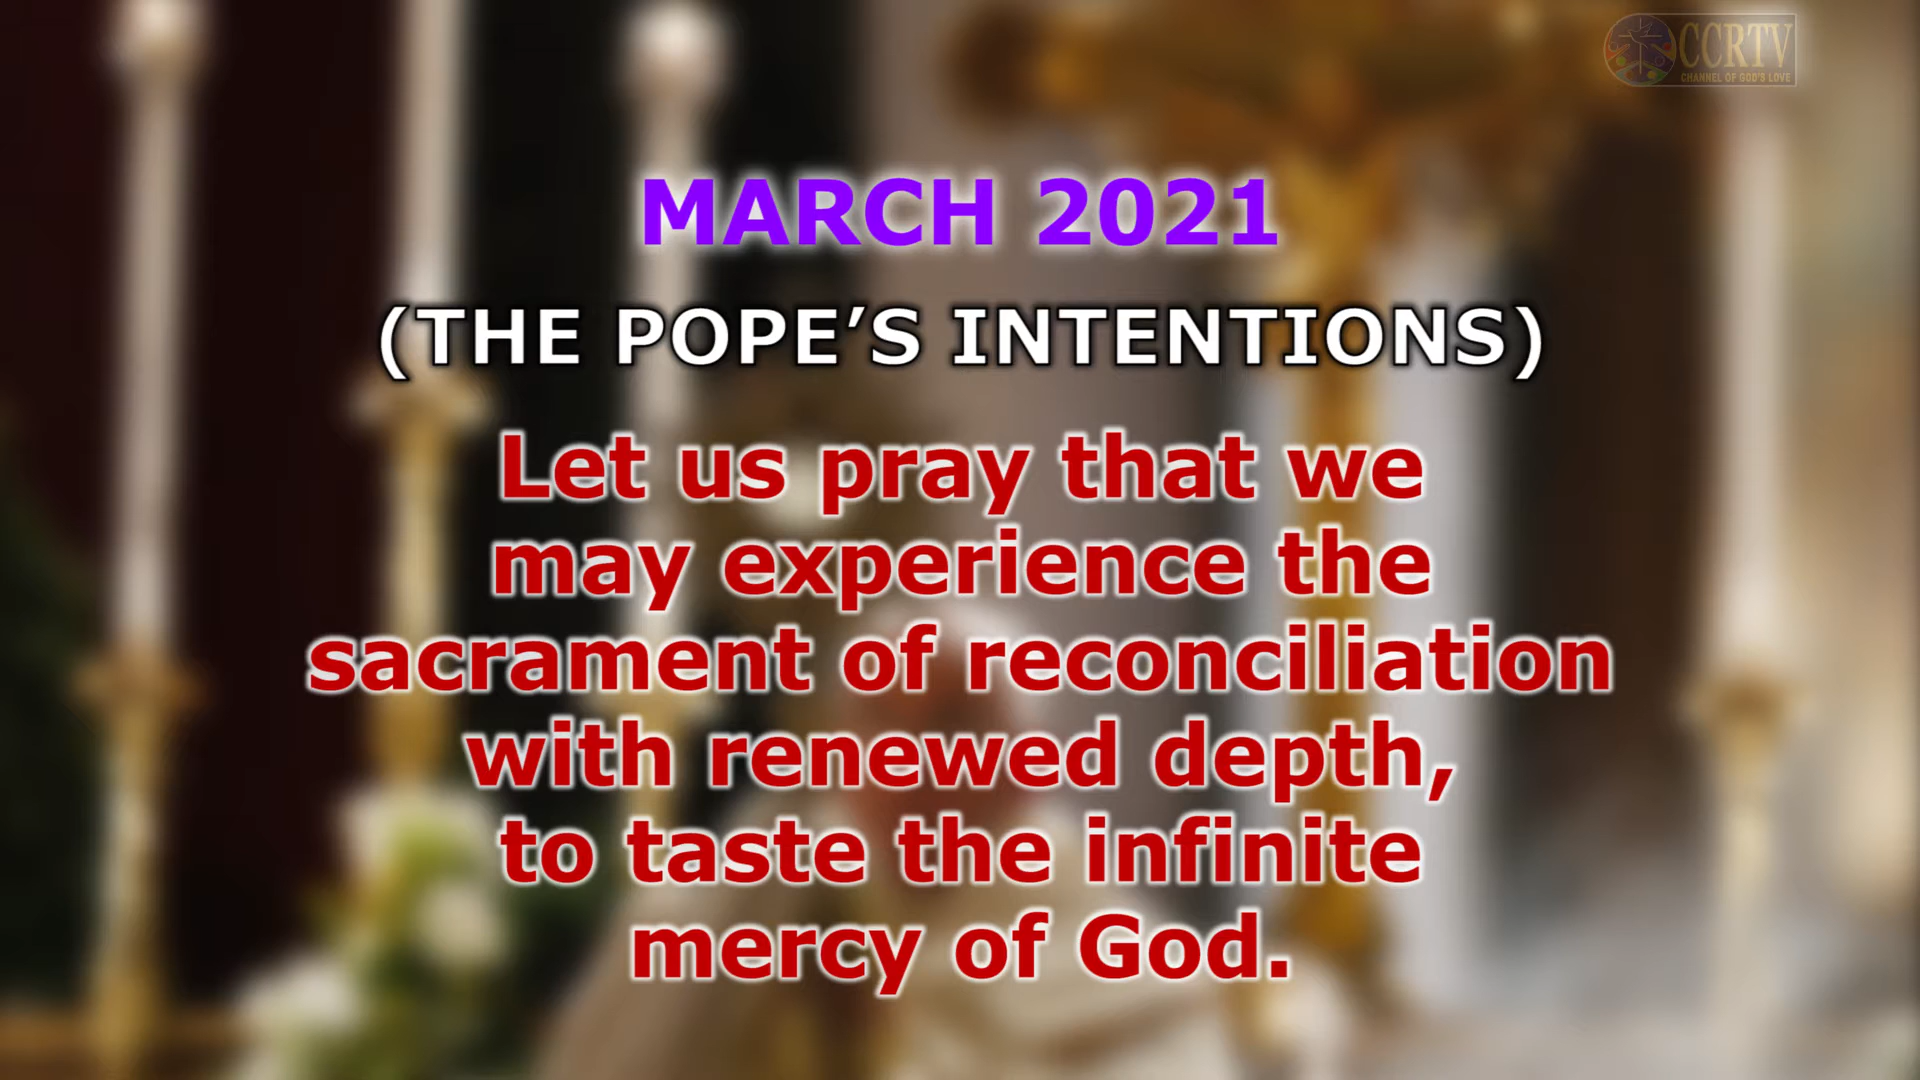 CCRTV
CHANNEL OF GOD'S LOVE
MARCH 2021
(THE POPE’S INTENTIONS)
Let us pray that we
may experience the
sacrament of reconciliation
with renewed depth,
to taste the infinite
mercy of God.